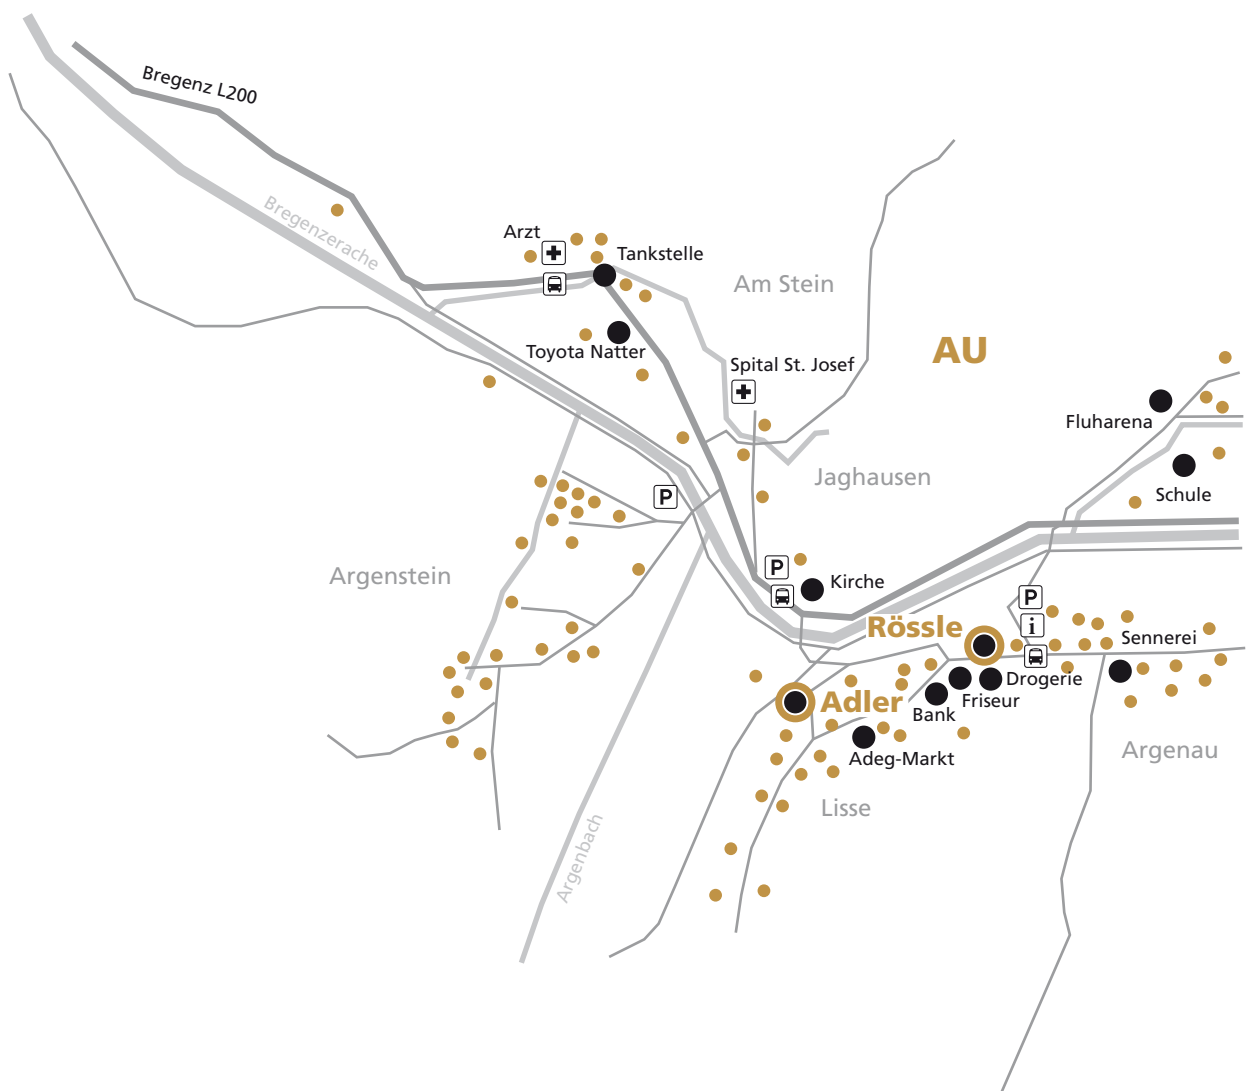 Bregenz L200
Bregenzerache
Arzt
Tankstelle
Am Stein
AU
Toyota Natter
Spital St. Josef
Fluharena
Jaghausen
Schule
P
Argenstein
P
Kirche
P
i
Rössle
Sennerei
Drogerie
Adler
Friseur
Bank
Adeg-Markt
Argenau
Lisse
Argenbach